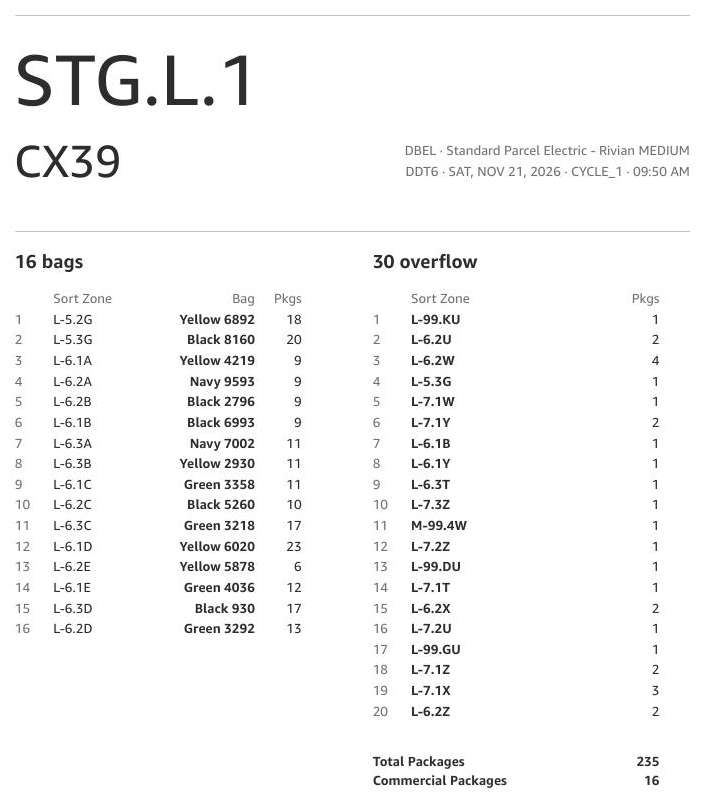 STG.L.1
CX39
DBEL · Standard Parcel Electric - Rivian MEDIUM
DDT6 · SAT, NOV 21, 2026 · CYCLE_1 · 09:50 AM
16 bags
Sort Zone Bag Pkgs
1 L-5.2G Yellow 6892 18
2 L-5.3G Black 8160 20
3 L-6.1A Yellow 4219 9
4 L-6.2A Navy 9593 9
5 L-6.2B Black 2796 9
6 L-6.1B Black 6993 9
7 L-6.3A Navy 7002 11
8 L-6.3B Yellow 2930 11
9 L-6.1C Green 3358 11
10 L-6.2C Black 5260 10
11 L-6.3C Green 3218 17
12 L-6.1D Yellow 6020 23
13 L-6.2E Yellow 5878 6
14 L-6.1E Green 4036 12
15 L-6.3D Black 930 17
16 L-6.2D Green 3292 13
30 overflow
Sort Zone Pkgs
1 L-99.KU 1
2 L-6.2U 2
3 L-6.2W 4
4 L-5.3G 1
5 L-7.1W 1
6 L-7.1Y 2
7 L-6.1B 1
8 L-6.1Y 1
9 L-6.3T 1
10 L-7.3Z 1
11 M-99.4W 1
12 L-7.2Z 1
13 L-99.DU 1
14 L-7.1T 1
15 L-6.2X 2
16 L-7.2U 1
17 L-99.GU 1
18 L-7.1Z 2
19 L-7.1X 3
20 L-6.2Z 2
Total Packages 235
Commercial Packages 16